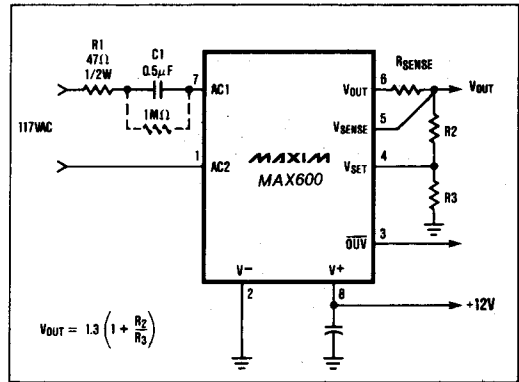 R1
47Ω
1/2W
C1
0.5µF
1MΩ
117VAC
7
AC1
1
AC2
MAXIM
MAX600
VOUT
6
RSENSE
VOUT
VSENSE
5
R2
VSET
4
R3
OUV
3
V−
2
V+
8
+12V
VOUT = 1.3 (1 + R2/R3)